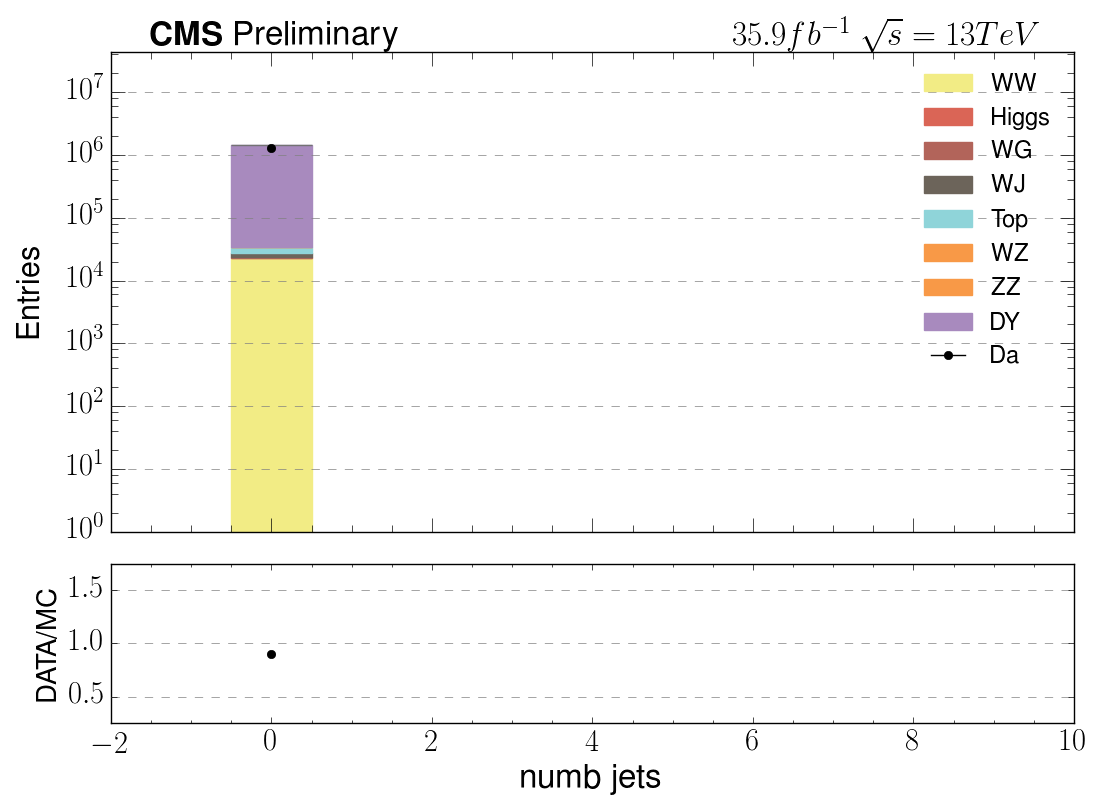 CMS Preliminary 35.9fb⁻¹ √s = 13TeV
Entries
10⁷
10⁶
10⁵
10⁴
10³
10²
10¹
10⁰
WW
Higgs
WG
WJ
Top
WZ
ZZ
DY
Da
DATA/MC
1.5
1.0
0.5
−2 0 2 4 6 8 10
numb jets